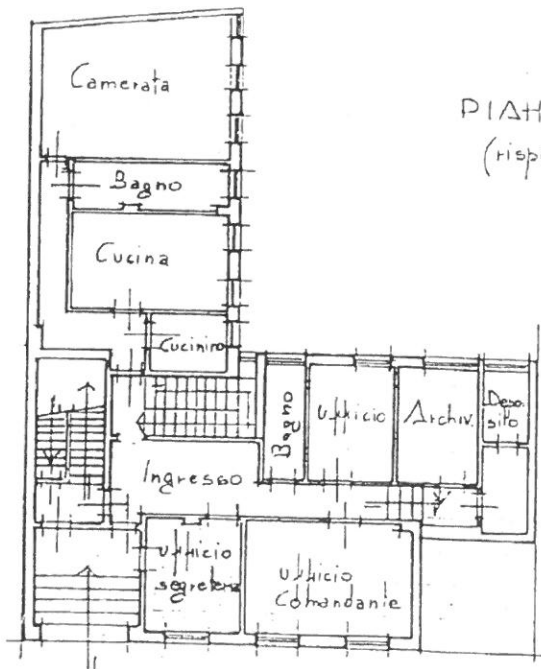 Camerata
PIAN
(risp
Bagno
Cucina
Cucinino
Bagno
Ufficio
Archiv.
Depo-
sito
Ingresso
Ufficio
segreteria
Ufficio
Comandante